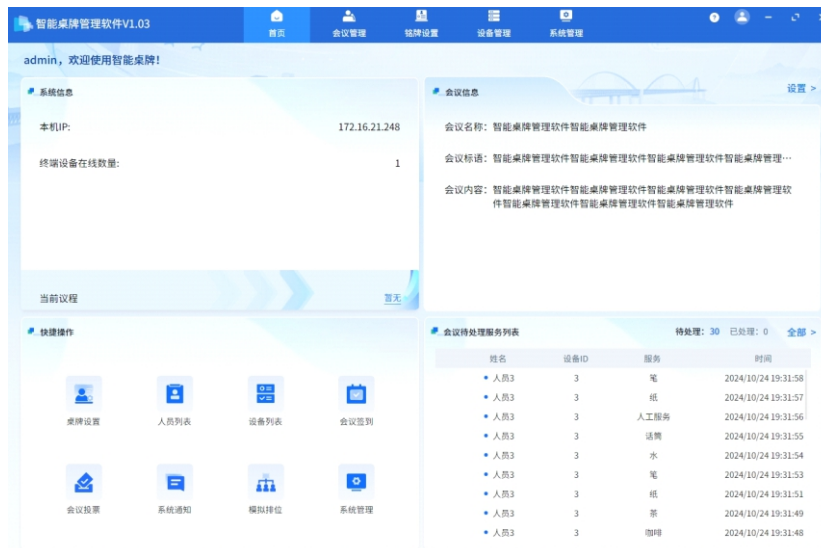 智能桌牌管理软件V1.03
首页
会议管理
铭牌设置
设备管理
系统管理
admin，欢迎使用智能桌牌！
系统信息
本机IP:
172.16.21.248
终端设备在线数量:
1
当前议程
暂无
会议信息
设置 >
会议名称：智能桌牌管理软件智能桌牌管理软件
会议标语：智能桌牌管理软件智能桌牌管理软件智能桌牌管理软件智能桌牌管理…
会议内容：智能桌牌管理软件智能桌牌管理软件智能桌牌管理软件智能桌牌管理软
件智能桌牌管理软件智能桌牌管理软件智能桌牌管理软件
快捷操作
桌牌设置
人员列表
设备列表
会议签到
会议投票
系统通知
模拟排位
系统管理
会议待处理服务列表
待处理：30 已处理：0 全部 >
姓名 设备ID 服务 时间
人员3 3 笔 2024/10/24 19:31:58
人员3 3 纸 2024/10/24 19:31:57
人员3 3 人工服务 2024/10/24 19:31:56
人员3 3 话筒 2024/10/24 19:31:55
人员3 3 水 2024/10/24 19:31:54
人员3 3 笔 2024/10/24 19:31:53
人员3 3 纸 2024/10/24 19:31:51
人员3 3 茶 2024/10/24 19:31:49
人员3 3 咖啡 2024/10/24 19:31:48